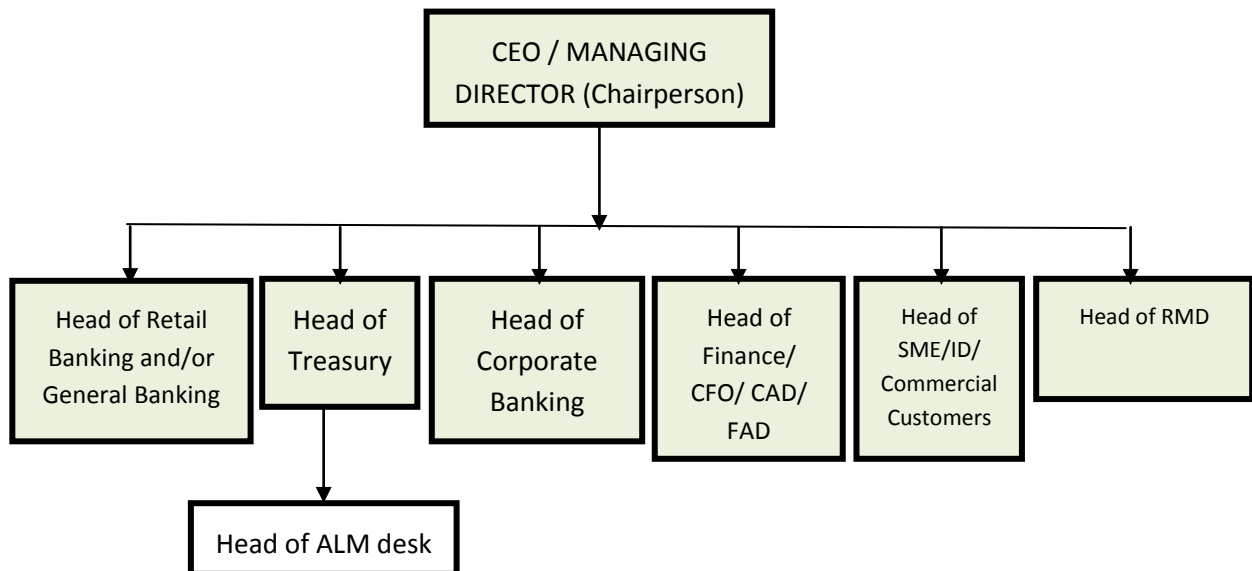 CEO / MANAGING
DIRECTOR (Chairperson)
Head of Retail
Banking and/or
General Banking
Head of
Treasury
Head of
Corporate
Banking
Head of
Finance/
CFO/ CAD/
FAD
Head of
SME/ID/
Commercial
Customers
Head of RMD
Head of ALM desk